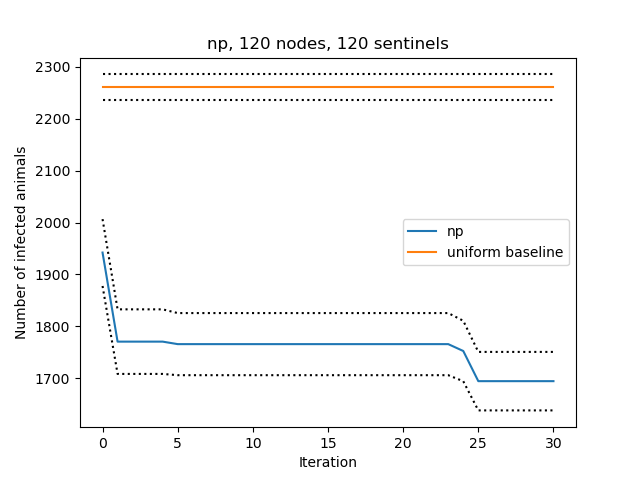 np, 120 nodes, 120 sentinels
2300
2200
2100
2000
1900
1800
1700
Number of infected animals
np
uniform baseline
0 5 10 15 20 25 30
Iteration